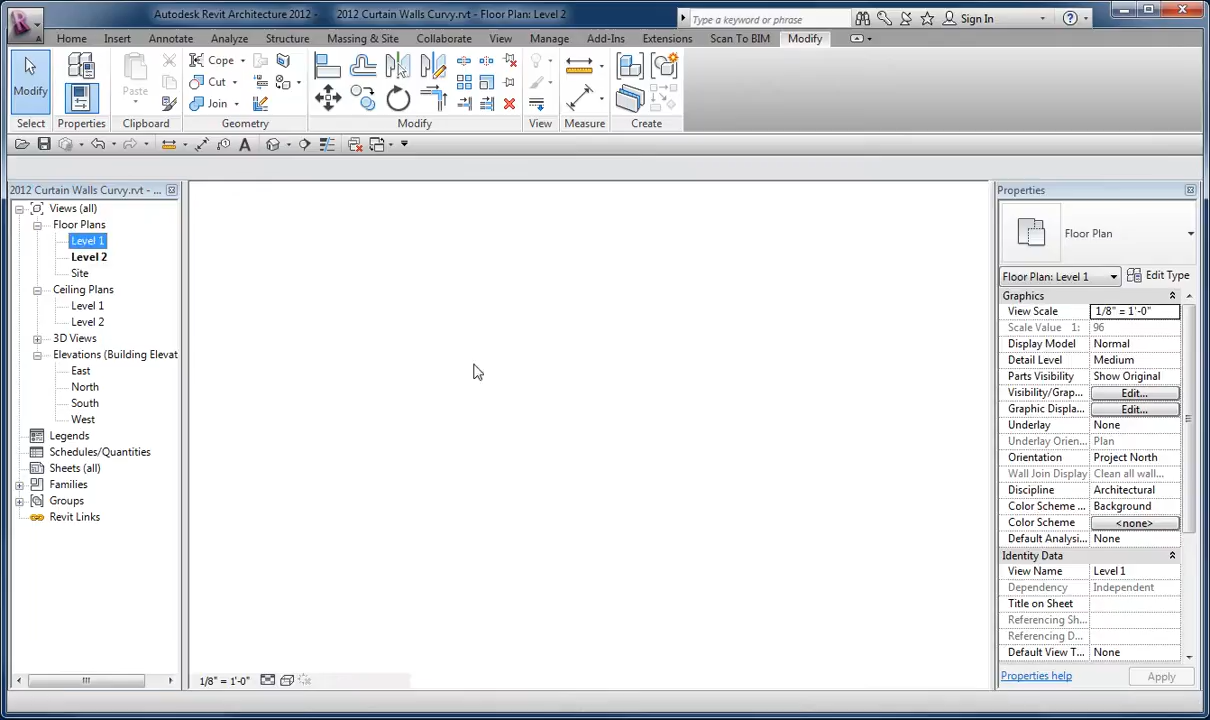 Autodesk Revit Architecture 2012 - 2012 Curtain Walls Curvy.rvt - Floor Plan: Level 2
Type a keyword or phrase
Sign In
Home Insert Annotate Analyze Structure Massing & Site Collaborate View Manage Add-Ins Extensions Scan To BIM Modify
Modify
Paste
Cope
Cut
Join
Select Properties Clipboard Geometry Modify View Measure Create
2012 Curtain Walls Curvy.rvt - ...
Views (all)
Floor Plans
Level 1
Level 2
Site
Ceiling Plans
Level 1
Level 2
3D Views
Elevations (Building Elevat
East
North
South
West
Legends
Schedules/Quantities
Sheets (all)
Families
Groups
Revit Links
1/8" = 1'-0"
Properties
Floor Plan
Floor Plan: Level 1 Edit Type
Graphics
View Scale 1/8" = 1'-0"
Scale Value 1: 96
Display Model Normal
Detail Level Medium
Parts Visibility Show Original
Visibility/Grap... Edit...
Graphic Displa... Edit...
Underlay None
Underlay Orien... Plan
Orientation Project North
Wall Join Display Clean all wall...
Discipline Architectural
Color Scheme ... Background
Color Scheme <none>
Default Analysi... None
Identity Data
View Name Level 1
Dependency Independent
Title on Sheet
Referencing Sh...
Referencing D...
Default View T... None
Properties help Apply